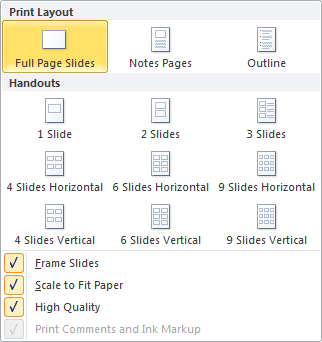 Print Layout
Full Page Slides Notes Pages Outline
Handouts
1 Slide 2 Slides 3 Slides
4 Slides Horizontal 6 Slides Horizontal 9 Slides Horizontal
4 Slides Vertical 6 Slides Vertical 9 Slides Vertical
Frame Slides
Scale to Fit Paper
High Quality
Print Comments and Ink Markup